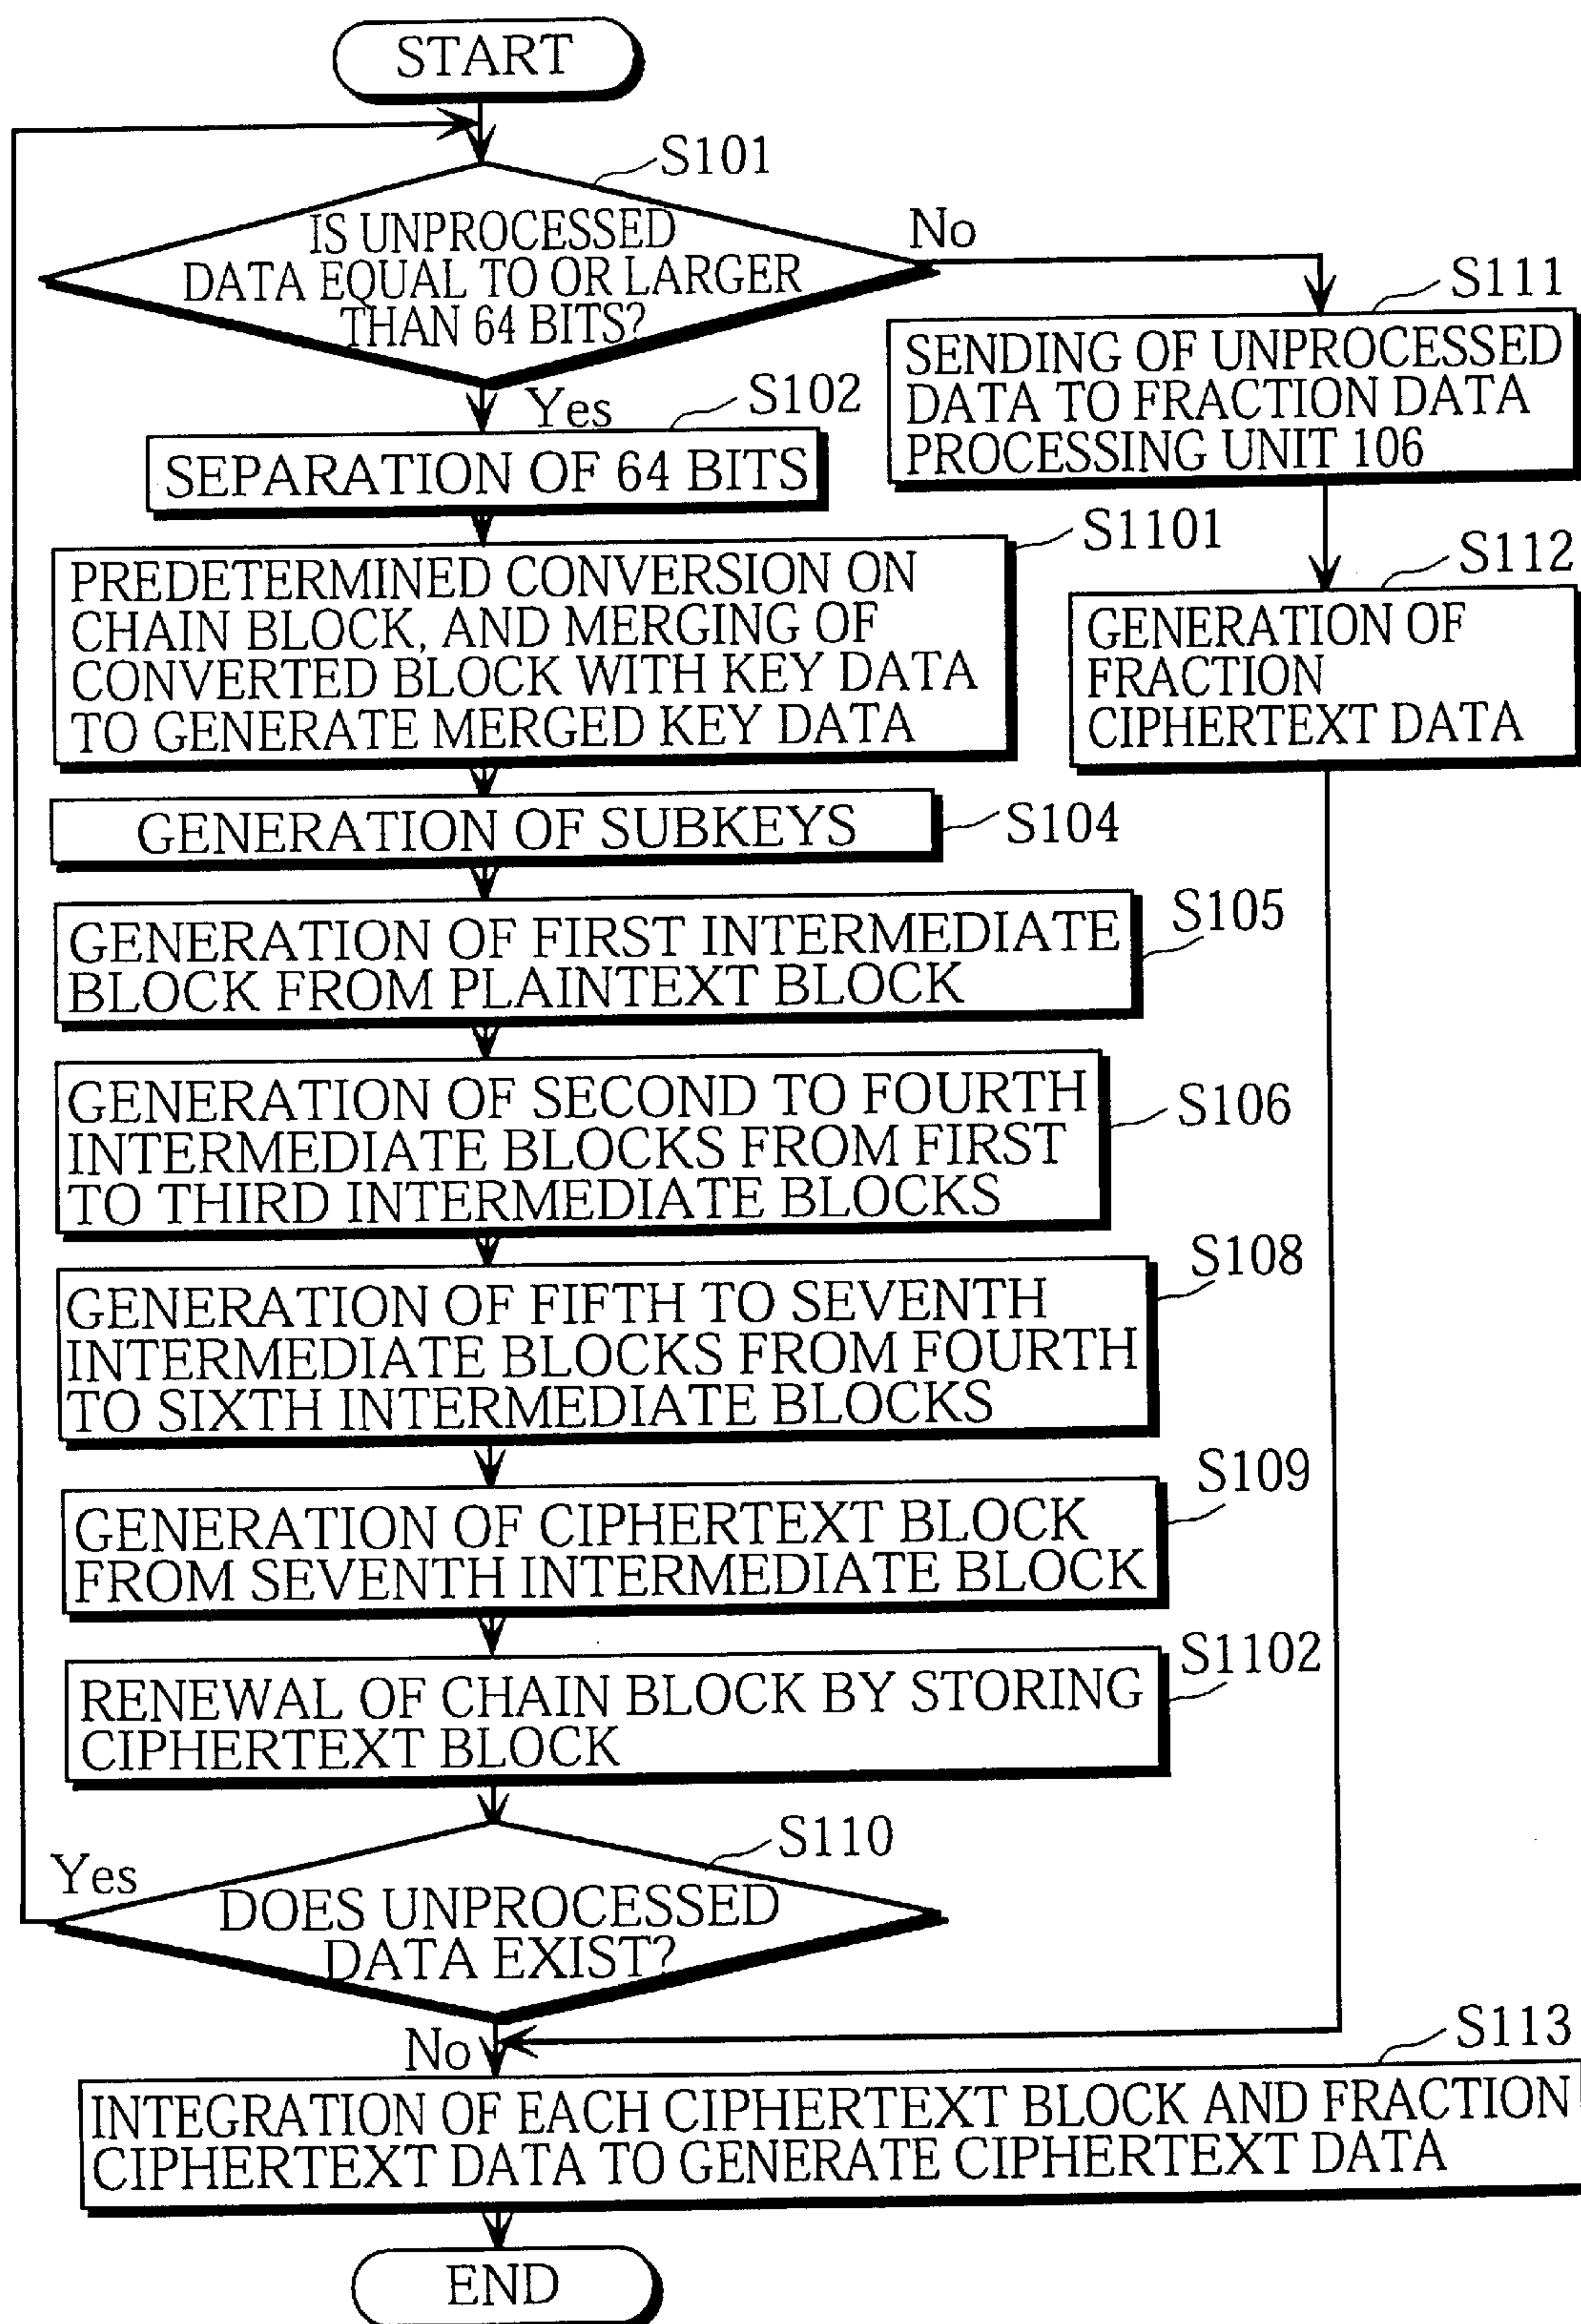 START
S101
IS UNPROCESSED
DATA EQUAL TO OR LARGER
THAN 64 BITS?
No
Yes
S102
SEPARATION OF 64 BITS
S111
SENDING OF UNPROCESSED
DATA TO FRACTION DATA
PROCESSING UNIT 106
S1101
PREDETERMINED CONVERSION ON
CHAIN BLOCK, AND MERGING OF
CONVERTED BLOCK WITH KEY DATA
TO GENERATE MERGED KEY DATA
S112
GENERATION OF
FRACTION
CIPHERTEXT DATA
GENERATION OF SUBKEYS
S104
S105
GENERATION OF FIRST INTERMEDIATE
BLOCK FROM PLAINTEXT BLOCK
GENERATION OF SECOND TO FOURTH
INTERMEDIATE BLOCKS FROM FIRST
TO THIRD INTERMEDIATE BLOCKS
S106
S108
GENERATION OF FIFTH TO SEVENTH
INTERMEDIATE BLOCKS FROM FOURTH
TO SIXTH INTERMEDIATE BLOCKS
S109
GENERATION OF CIPHERTEXT BLOCK
FROM SEVENTH INTERMEDIATE BLOCK
S1102
RENEWAL OF CHAIN BLOCK BY STORING
CIPHERTEXT BLOCK
S110
Yes
DOES UNPROCESSED
DATA EXIST?
No
S113
INTEGRATION OF EACH CIPHERTEXT BLOCK AND FRACTION
CIPHERTEXT DATA TO GENERATE CIPHERTEXT DATA
END